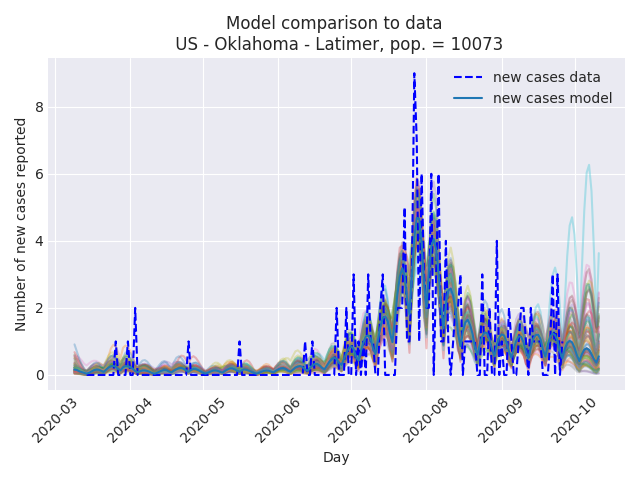 Model comparison to data
US - Oklahoma - Latimer, pop. = 10073
new cases data
new cases model
Number of new cases reported
8
6
4
2
0
2020-03
2020-04
2020-05
2020-06
2020-07
2020-08
2020-09
2020-10
Day